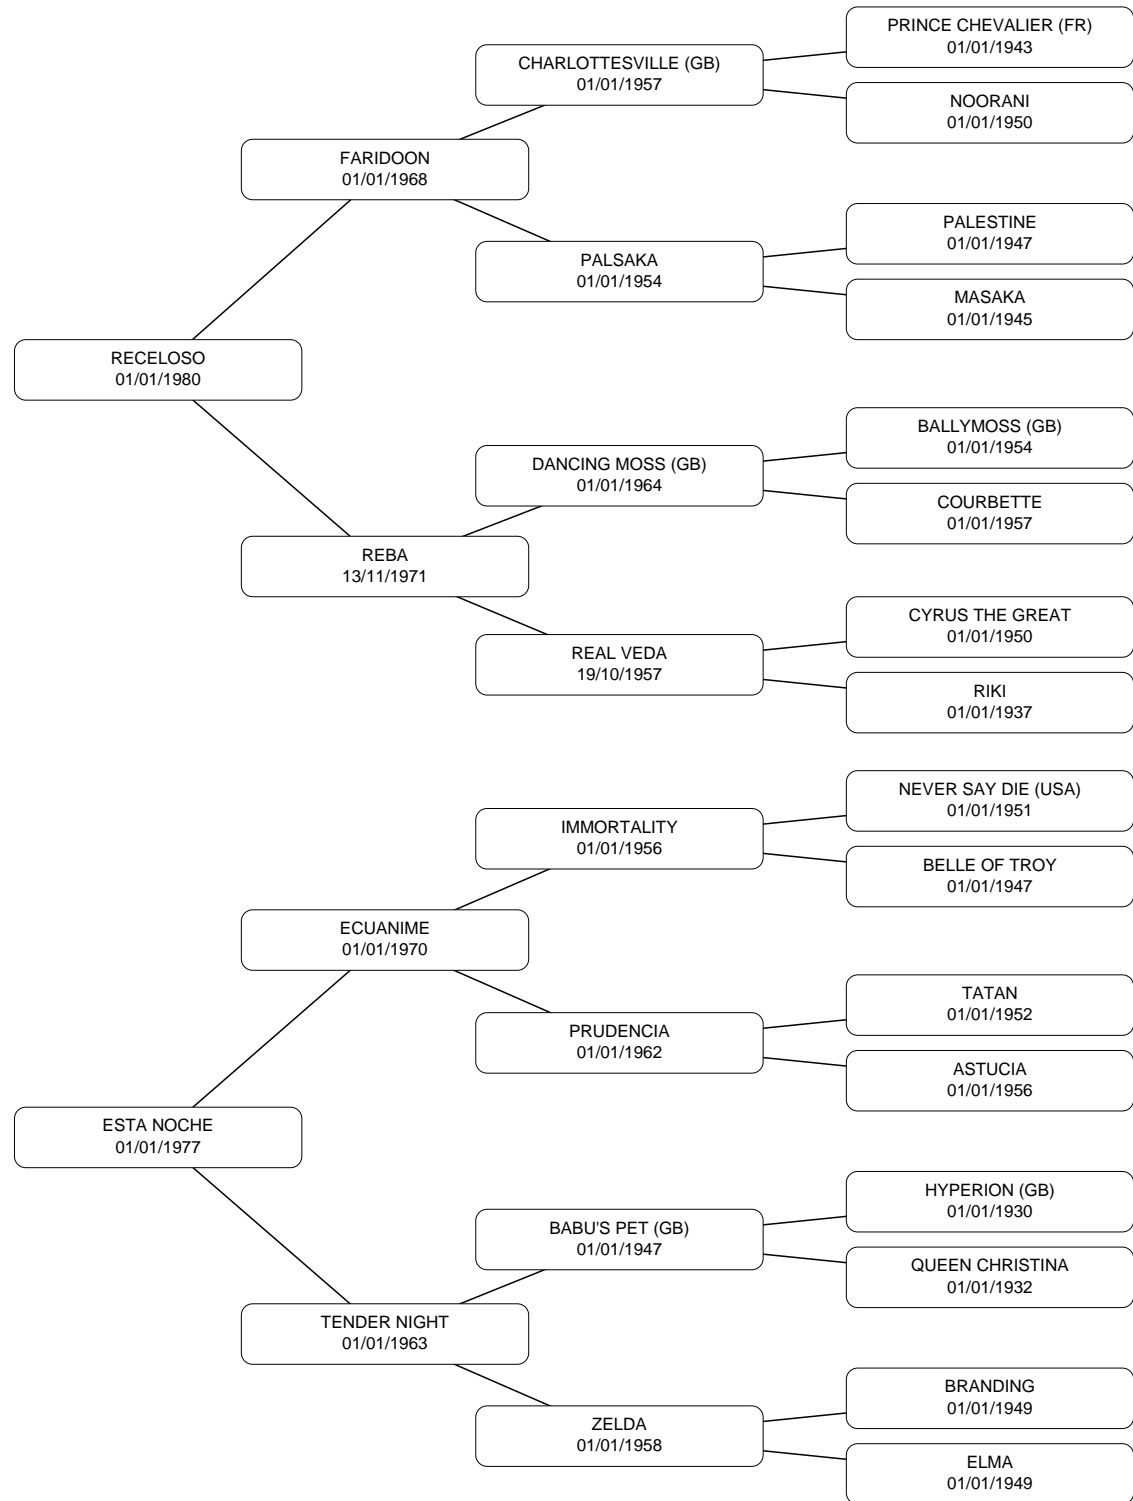 PRINCE CHEVALIER (FR)
01/01/1943
CHARLOTTESVILLE (GB)
01/01/1957
NOORANI
01/01/1950
FARIDOON
01/01/1968
PALESTINE
01/01/1947
PALSAKA
01/01/1954
MASAKA
01/01/1945
RECELOSO
01/01/1980
BALLYMOSS (GB)
01/01/1954
DANCING MOSS (GB)
01/01/1964
COURBETTE
01/01/1957
REBA
13/11/1971
CYRUS THE GREAT
01/01/1950
REAL VEDA
19/10/1957
RIKI
01/01/1937
NEVER SAY DIE (USA)
01/01/1951
IMMORTALITY
01/01/1956
BELLE OF TROY
01/01/1947
ECUANIME
01/01/1970
TATAN
01/01/1952
PRUDENCIA
01/01/1962
ASTUCIA
01/01/1956
ESTA NOCHE
01/01/1977
HYPERION (GB)
01/01/1930
BABU'S PET (GB)
01/01/1947
QUEEN CHRISTINA
01/01/1932
TENDER NIGHT
01/01/1963
BRANDING
01/01/1949
ZELDA
01/01/1958
ELMA
01/01/1949